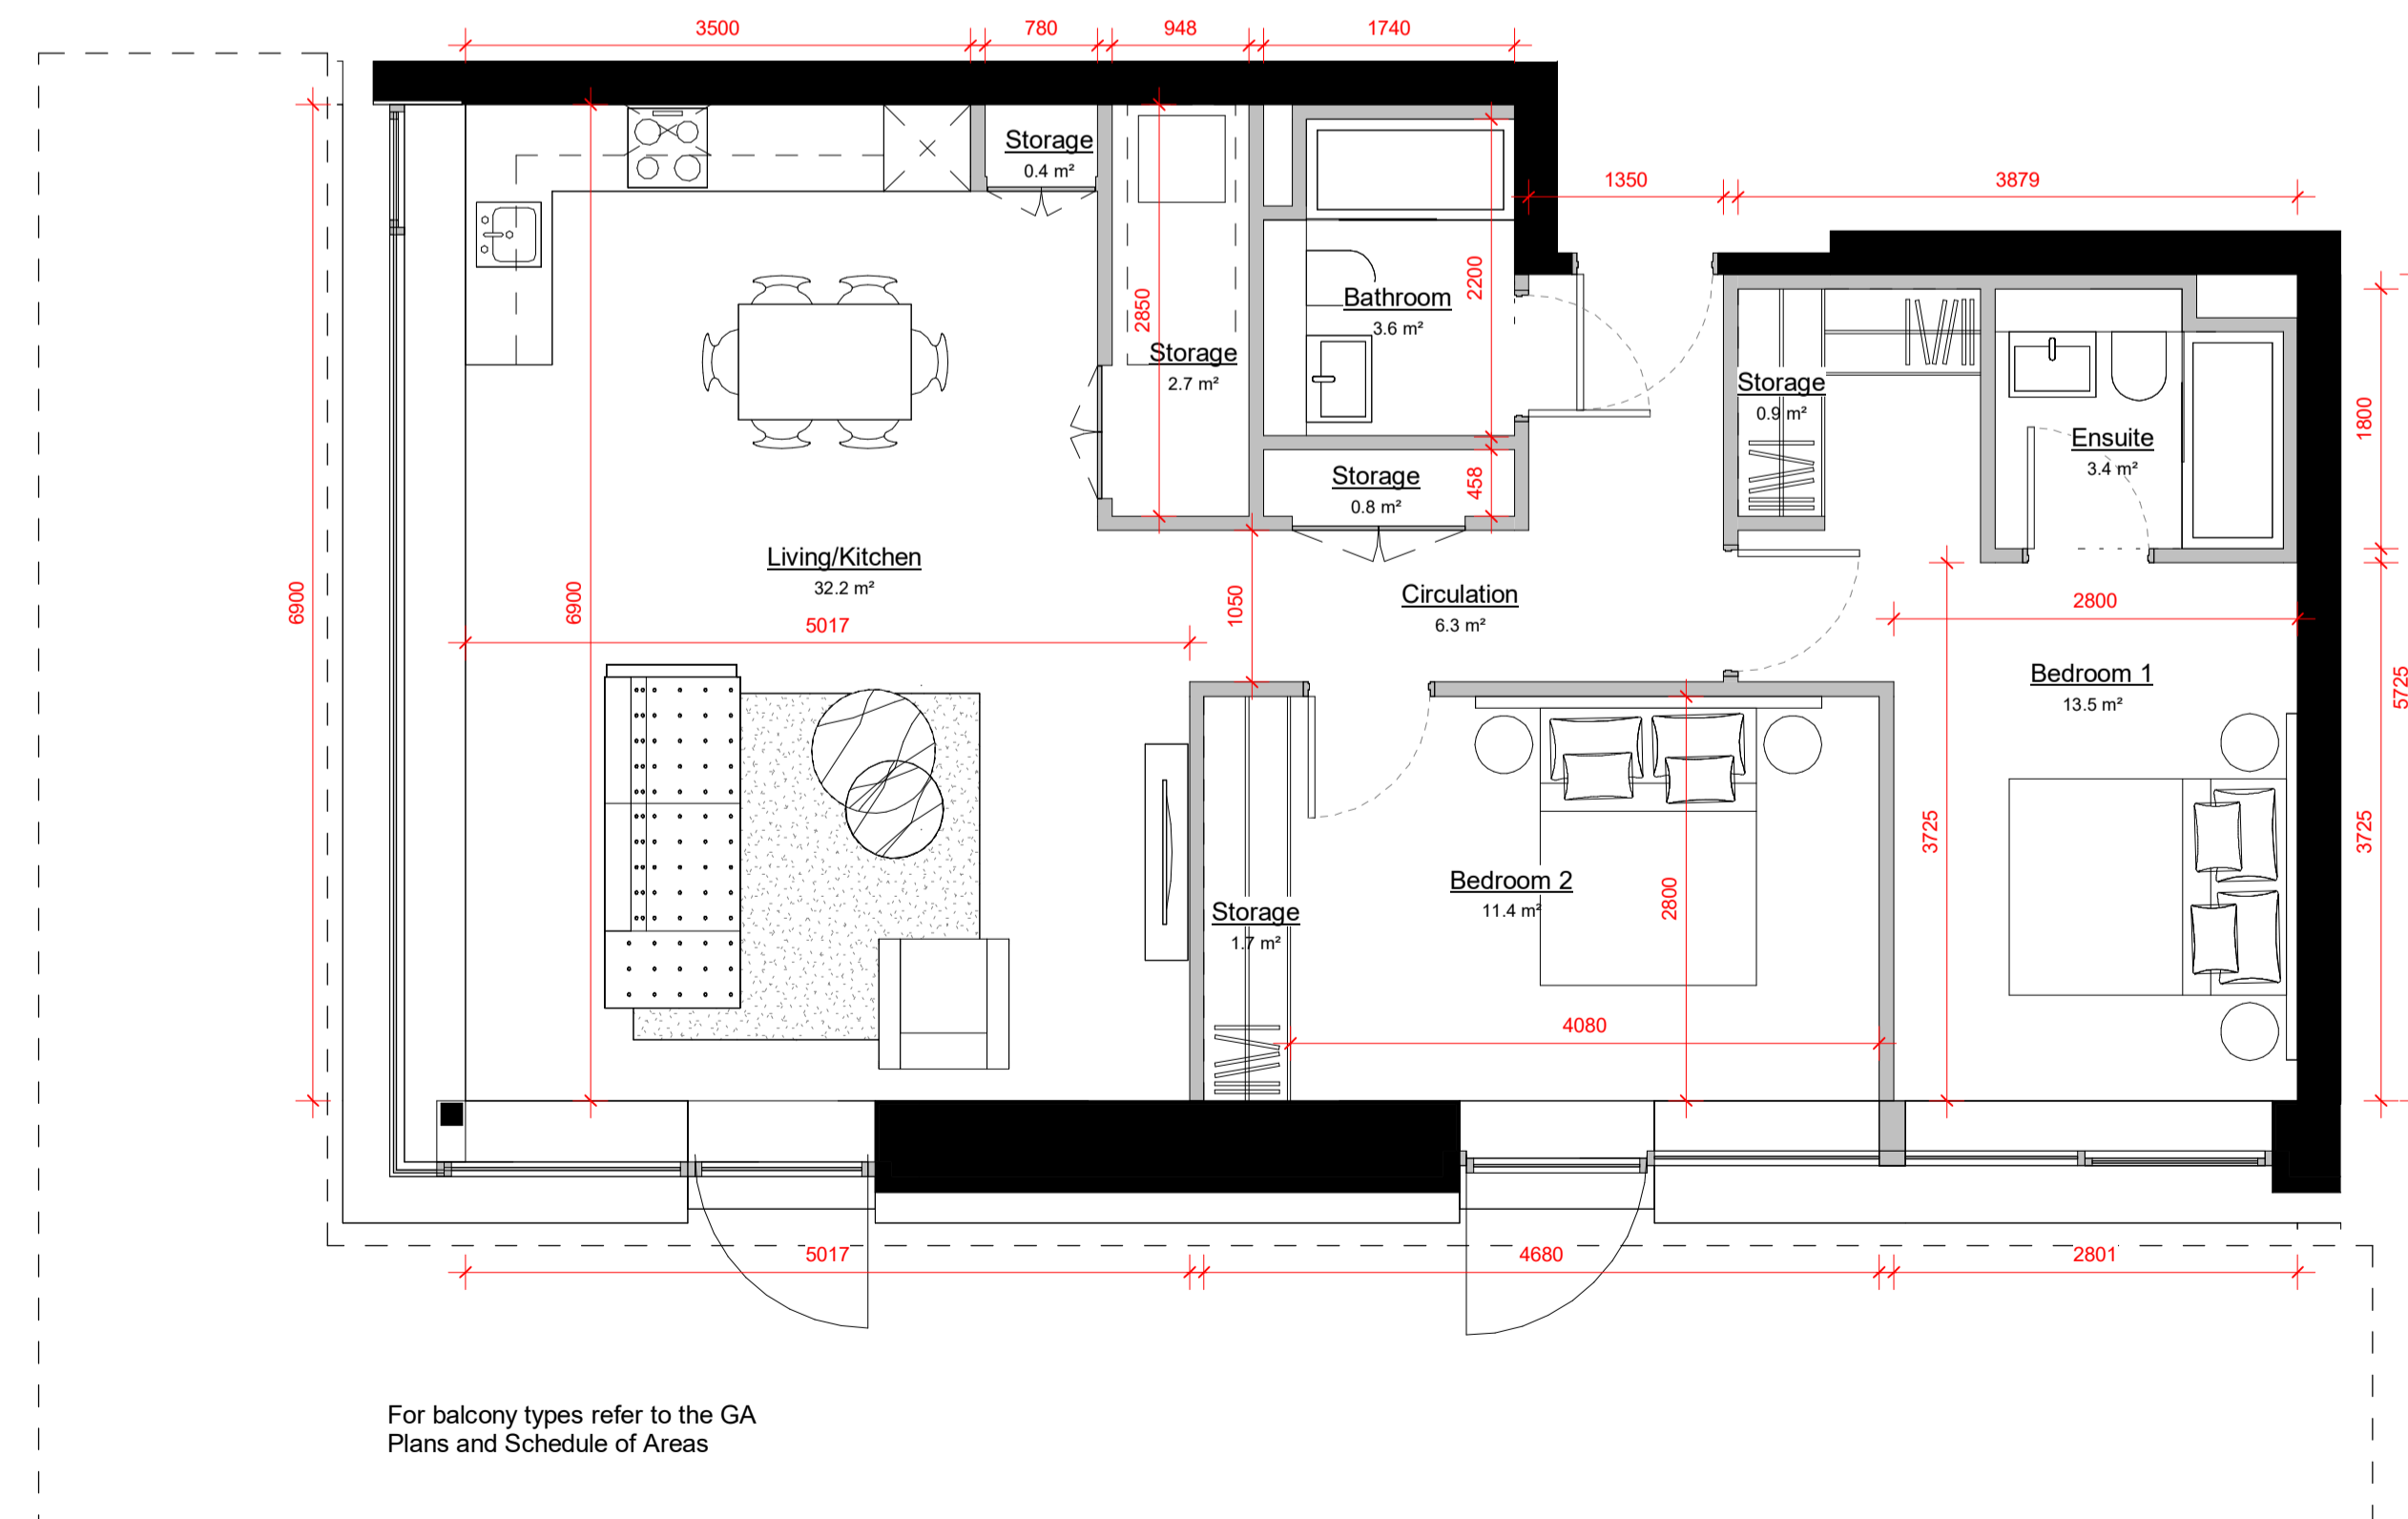 3500
780
948
1740
1350
3879
Storage
0.4 m²
2850
Storage
2.7 m²
2200
Bathroom
3.6 m²
Storage
0.9 m²
Ensuite
3.4 m²
1800
Storage
0.8 m²
458
Living/Kitchen
32.2 m²
6900
6900
5017
1050
Circulation
6.3 m²
2800
Bedroom 1
13.5 m²
5725
3725
3725
Bedroom 2
11.4 m²
2800
Storage
1.7 m²
4080
5017
4680
2801
For balcony types refer to the GA
Plans and Schedule of Areas